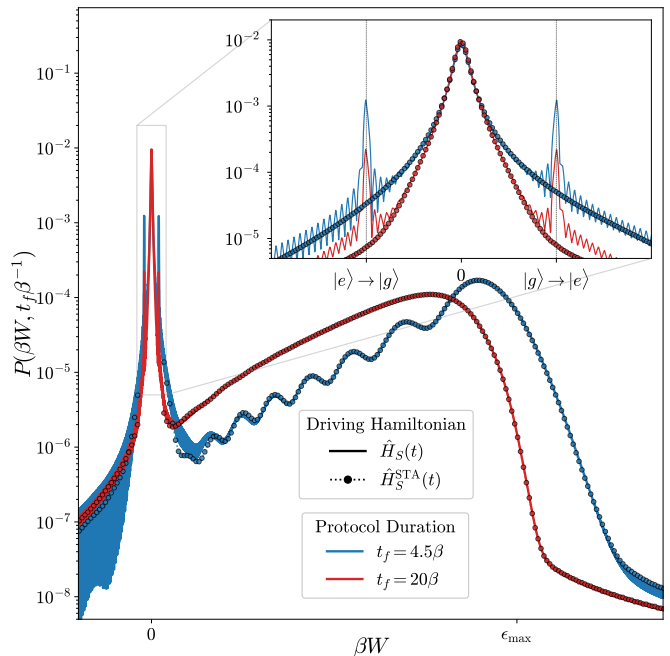 10⁻²
10⁻³
10⁻⁴
10⁻⁵
|e⟩→|g⟩
0
|g⟩→|e⟩
10⁻¹
10⁻²
10⁻³
10⁻⁴
10⁻⁵
10⁻⁶
10⁻⁷
10⁻⁸
P(βW, t_f β⁻¹)
Driving Hamiltonian
Ĥ_S(t)
Ĥ_S^STA(t)
Protocol Duration
t_f = 4.5β
t_f = 20β
0
ϵ_max
βW